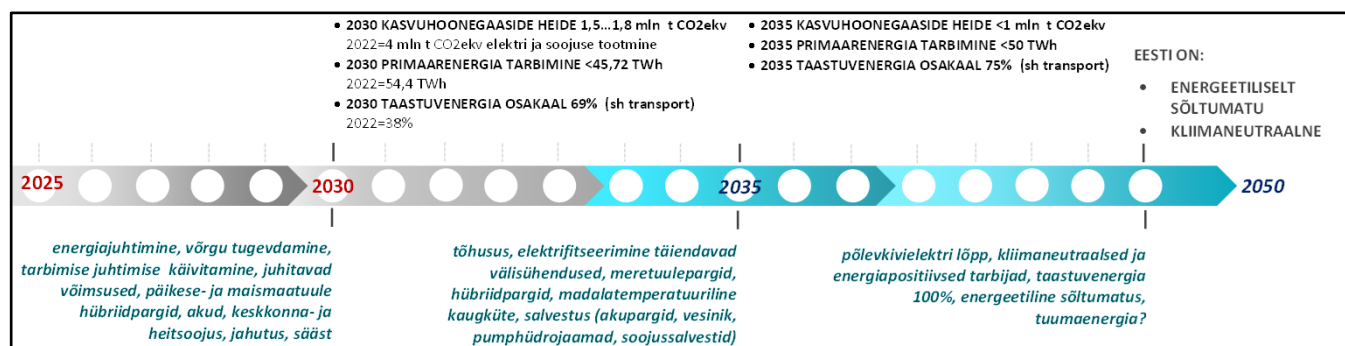 • 2030 KASVUHOONEGAASIDE HEIDE 1,5…1,8 mln t CO2ekv
2022=4 mln t CO2ekv elektri ja soojuse tootmine
• 2030 PRIMAARENERGIA TARBIMINE <45,72 TWh
2022=54,4 TWh
• 2030 TAASTUVENERGIA OSAKAAL 69% (sh transport)
2022=38%
• 2035 KASVUHOONEGAASIDE HEIDE <1 mln t CO2ekv
• 2035 PRIMAARENERGIA TARBIMINE <50 TWh
• 2035 TAASTUVENERGIA OSAKAAL 75% (sh transport)
EESTI ON:
• ENERGEETILISELT
SÕLTUMATU
• KLIIMANEUTRAALNE
2025
2030
2035
2050
energiajuhtimine, võrgu tugevdamine,
tarbimise juhtimise käivitamine, juhitavad
võimsused, päikese- ja maismaatuule
hübriidpargid, akud, keskkonna- ja
heitsoojus, jahutus, sääst
tõhusus, elektrifitseerimine täiendavad
välisühendused, meretuulepargid,
hübriidpargid, madalatemperatuuriline
kaugküte, salvestus (akupargid, vesinik,
pumphüdrojaamad, soojussalvestid)
põlevkivielektri lõpp, kliimaneutraalsed ja
energiapositiivsed tarbijad, taastuvenergia
100%, energeetiline sõltumatus,
tuumaenergia?